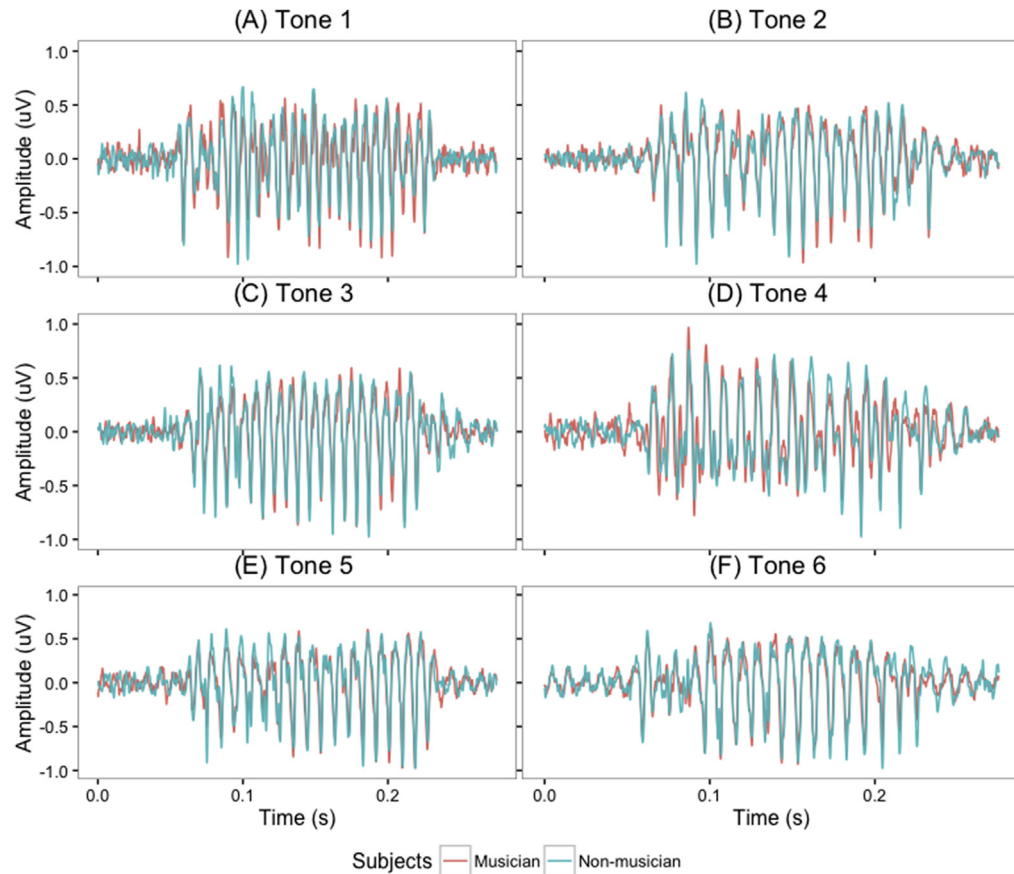 (A) Tone 1
(B) Tone 2
1.0
0.5
0.0
-0.5
-1.0
Amplitude (uV)
(C) Tone 3
(D) Tone 4
1.0
0.5
0.0
-0.5
-1.0
Amplitude (uV)
(E) Tone 5
(F) Tone 6
1.0
0.5
0.0
-0.5
-1.0
Amplitude (uV)
0.0 0.1 0.2
0.0 0.1 0.2
Time (s)
Time (s)
Subjects Musician Non-musician